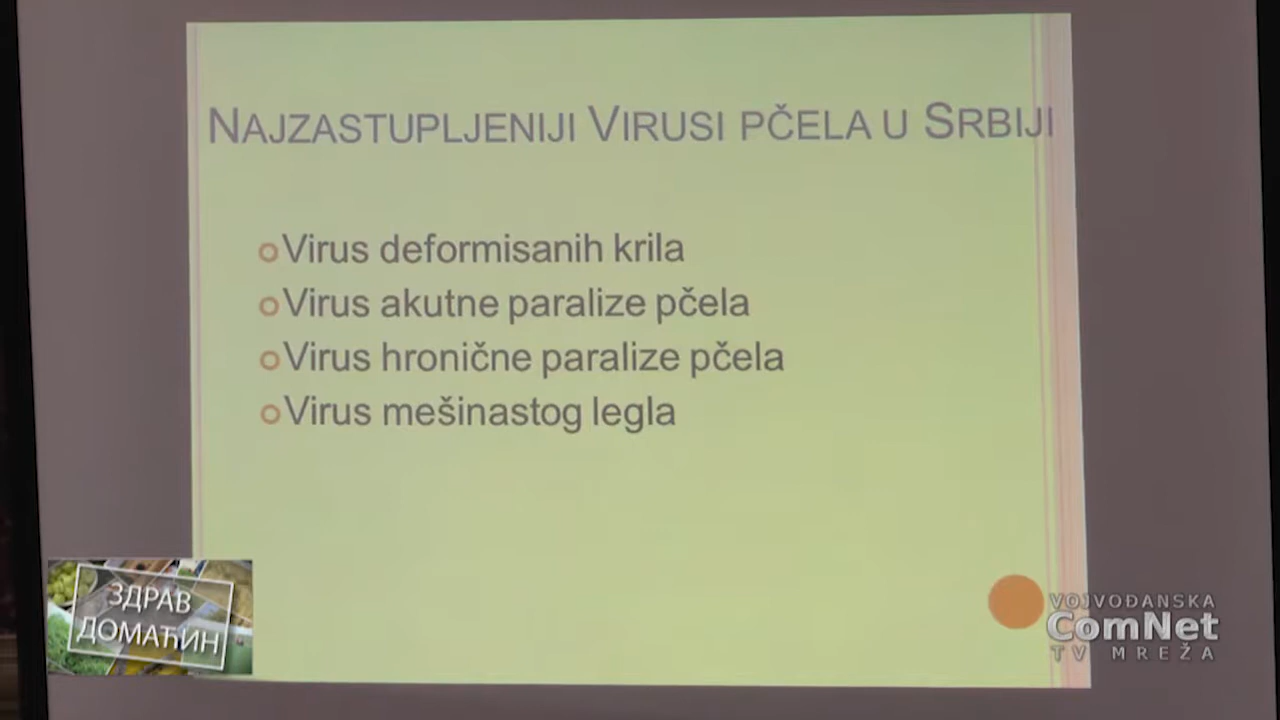 NAJZASTUPLJENIJI VIRUSI PČELA U SRBIJI
Virus deformisanih krila
Virus akutne paralize pčela
Virus hronične paralize pčela
Virus mešinastog legla
ЗДРАВ
ДОМАЋИН
VOJVOĐANSKA
ComNet
TV MREŽA